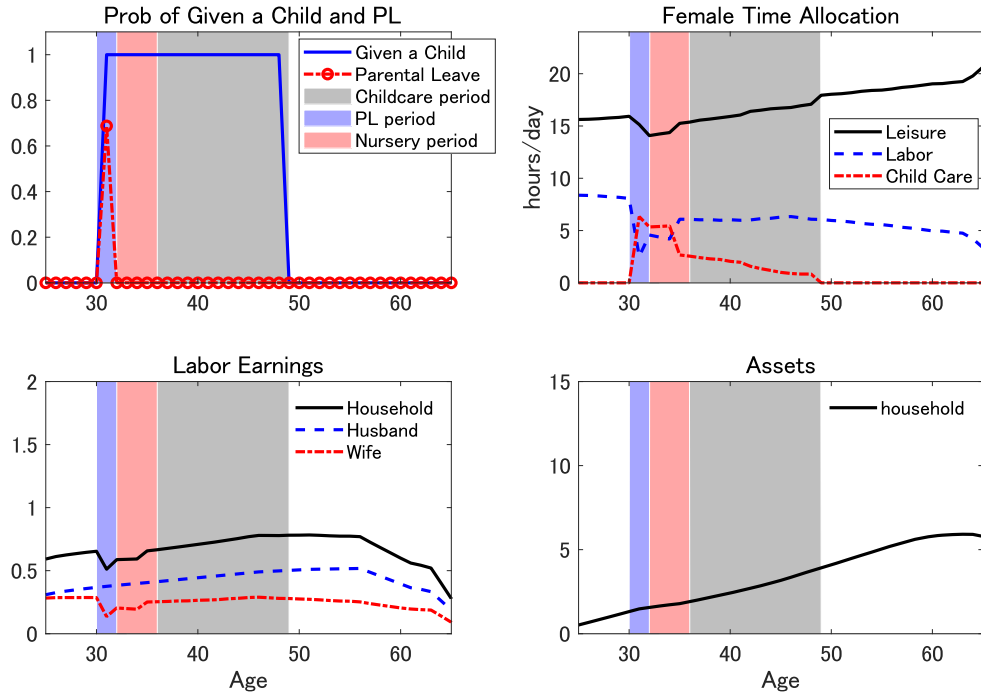 Prob of Given a Child and PL
1
0.8
0.6
0.4
0.2
0
30
40
50
60
Given a Child
Parental Leave
Childcare period
PL period
Nursery period
Female Time Allocation
hours/day
20
15
10
5
0
30
40
50
60
Leisure
Labor
Child Care
Labor Earnings
2
1.5
1
0.5
0
30
40
50
60
Age
Household
Husband
Wife
Assets
15
10
5
0
30
40
50
60
Age
household